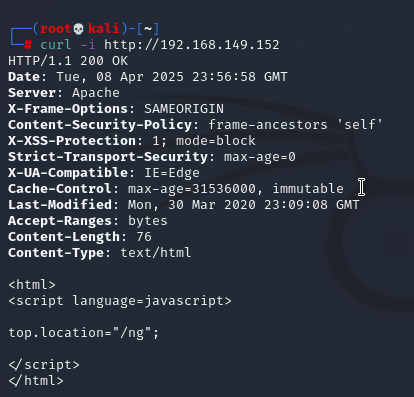 ┌──(root💀kali)-[~]
└─# curl -i http://192.168.149.152
HTTP/1.1 200 OK
Date: Tue, 08 Apr 2025 23:56:58 GMT
Server: Apache
X-Frame-Options: SAMEORIGIN
Content-Security-Policy: frame-ancestors 'self'
X-XSS-Protection: 1; mode=block
Strict-Transport-Security: max-age=0
X-UA-Compatible: IE=Edge
Cache-Control: max-age=31536000, immutable
Last-Modified: Mon, 30 Mar 2020 23:09:08 GMT
Accept-Ranges: bytes
Content-Length: 76
Content-Type: text/html
<html>
<script language=javascript>
top.location="/ng";
</script>
</html>